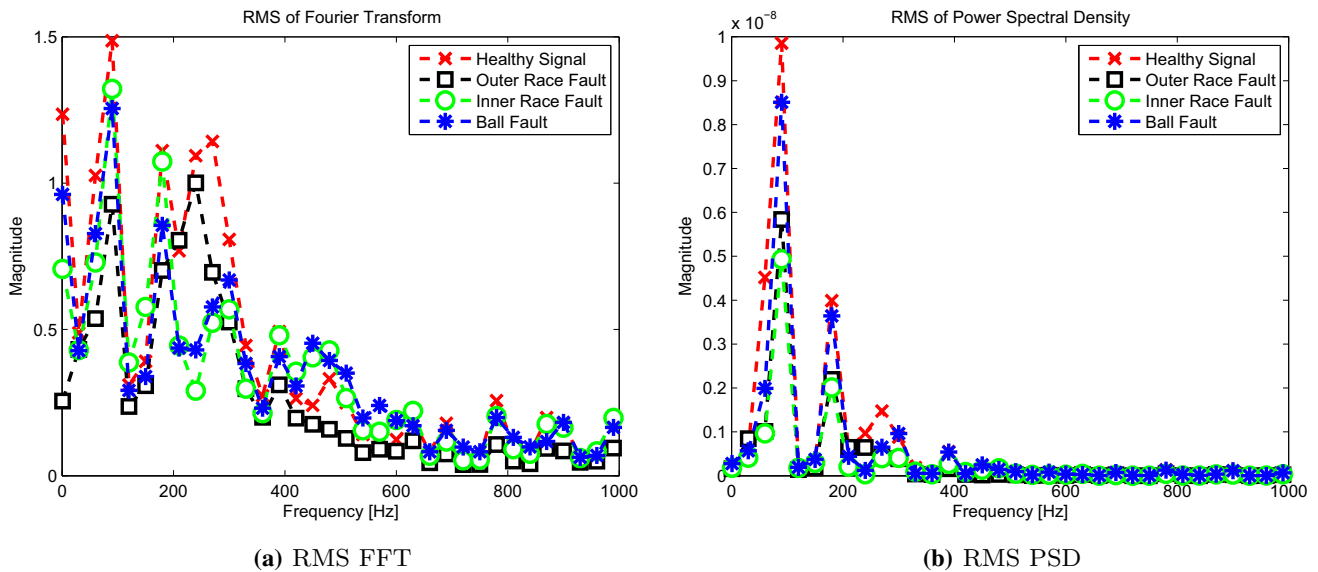 RMS of Fourier Transform
1.5
1
0.5
0
Magnitude
0
200
400
600
800
1000
Frequency [Hz]
Healthy Signal
Outer Race Fault
Inner Race Fault
Ball Fault
(a) RMS FFT
RMS of Power Spectral Density
x 10⁻⁸
1
0.9
0.8
0.7
0.6
0.5
0.4
0.3
0.2
0.1
0
Magnitude
0
200
400
600
800
1000
Frequency [Hz]
Healthy Signal
Outer Race Fault
Inner Race Fault
Ball Fault
(b) RMS PSD